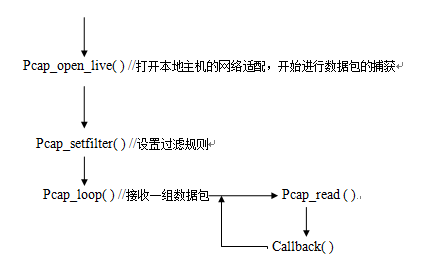 Pcap_open_live( ) //打开本地主机的网络适配，开始进行数据包的捕获
Pcap_setfilter( ) //设置过滤规则
Pcap_loop( ) //接收一组数据包
Pcap_read ( )
Callback( )